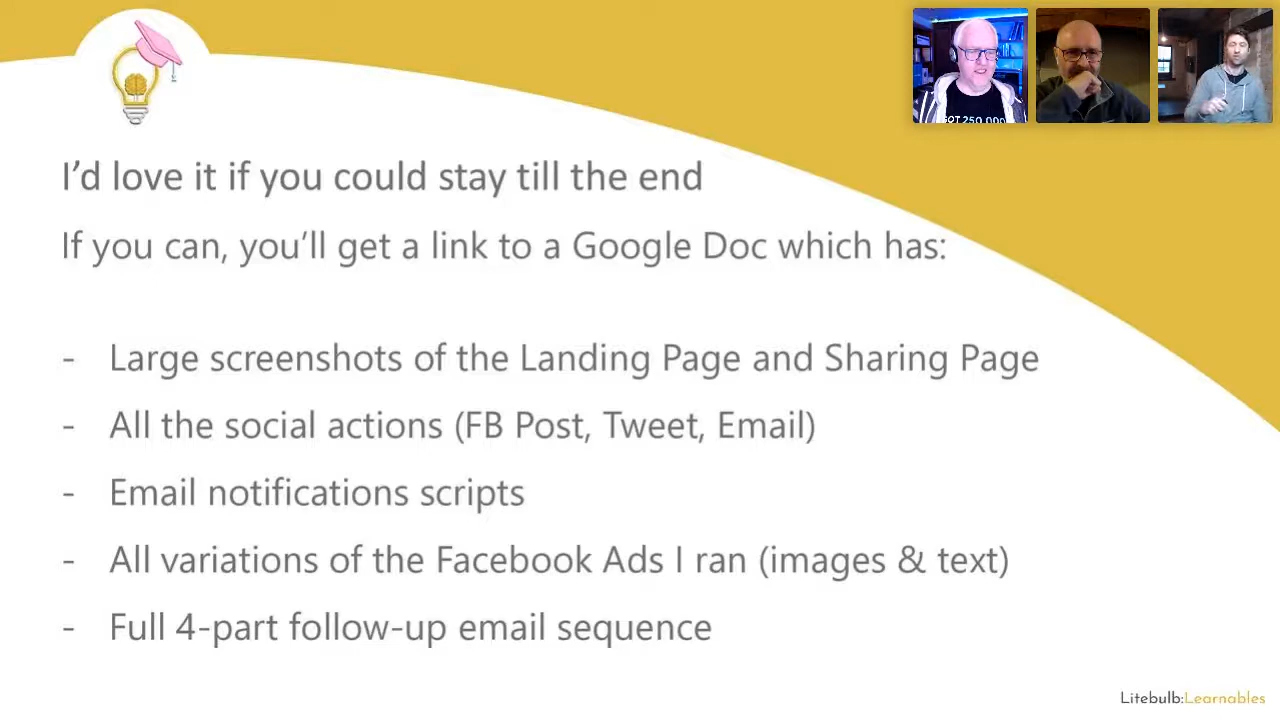 GOT 250,000
I'd love it if you could stay till the end
If you can, you'll get a link to a Google Doc which has:
- Large screenshots of the Landing Page and Sharing Page
- All the social actions (FB Post, Tweet, Email)
- Email notifications scripts
- All variations of the Facebook Ads I ran (images & text)
- Full 4-part follow-up email sequence
Litebulb:Learnables